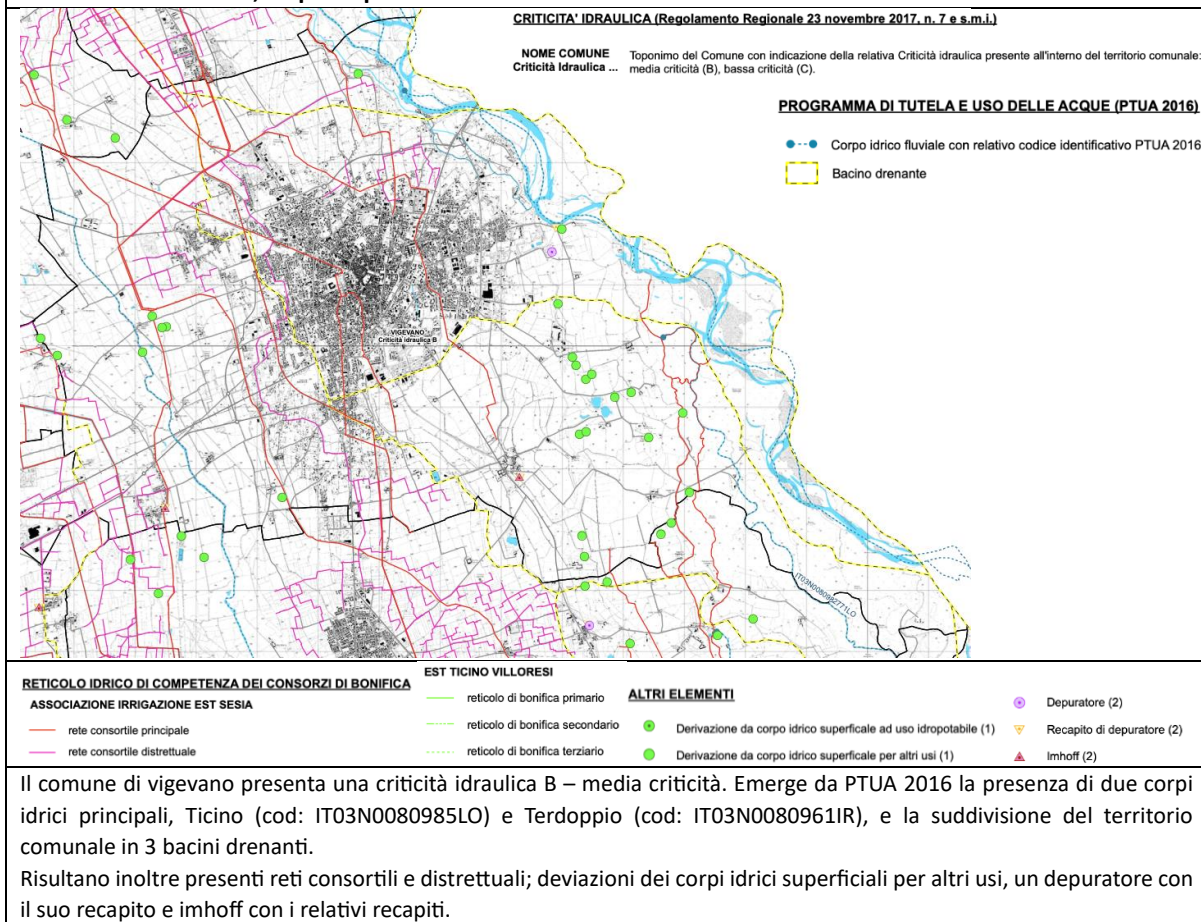 CRITICITA' IDRAULICA (Regolamento Regionale 23 novembre 2017, n. 7 e s.m.i.)
NOME COMUNE
Criticità Idraulica ...
Toponimo del Comune con indicazione della relativa Criticità idraulica presente all'interno del territorio comunale:
media criticità (B), bassa criticità (C).
PROGRAMMA DI TUTELA E USO DELLE ACQUE (PTUA 2016)
Corpo idrico fluviale con relativo codice identificativo PTUA 2016
Bacino drenante
VIGEVANO
Criticità idraulica B
IT03N0080982771LO
RETICOLO IDRICO DI COMPETENZA DEI CONSORZI DI BONIFICA
ASSOCIAZIONE IRRIGAZIONE EST SESIA
rete consortile principale
rete consortile distrettuale
EST TICINO VILLORESI
reticolo di bonifica primario
reticolo di bonifica secondario
reticolo di bonifica terziario
ALTRI ELEMENTI
Derivazione da corpo idrico superficale ad uso idropotabile (1)
Derivazione da corpo idrico superficale per altri usi (1)
Depuratore (2)
Recapito di depuratore (2)
Imhoff (2)
Il comune di vigevano presenta una criticità idraulica B – media criticità. Emerge da PTUA 2016 la presenza di due corpi
idrici principali, Ticino (cod: IT03N0080985LO) e Terdoppio (cod: IT03N0080961IR), e la suddivisione del territorio
comunale in 3 bacini drenanti.
Risultano inoltre presenti reti consortili e distrettuali; deviazioni dei corpi idrici superficiali per altri usi, un depuratore con
il suo recapito e imhoff con i relativi recapiti.